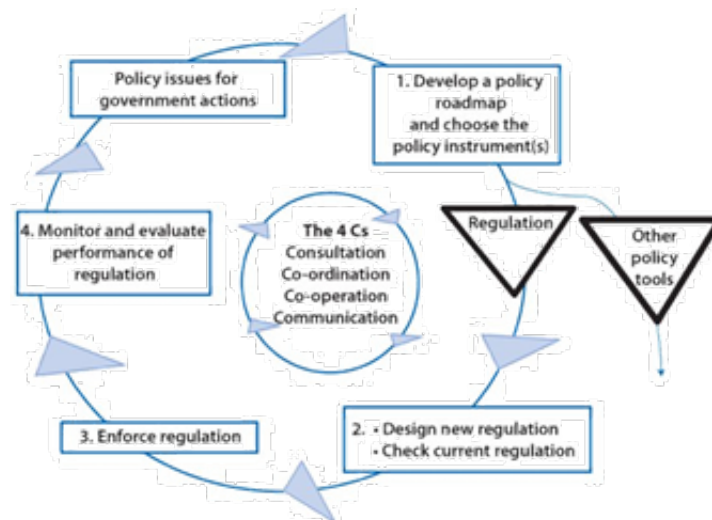 Policy issues for
government actions
1. Develop a policy
roadmap
and choose the
policy instrument(s)
4. Monitor and evaluate
performance of
regulation
The 4 Cs
Consultation
Co-ordination
Co-operation
Communication
Regulation
Other
policy
tools
3. Enforce regulation
2. • Design new regulation
• Check current regulation